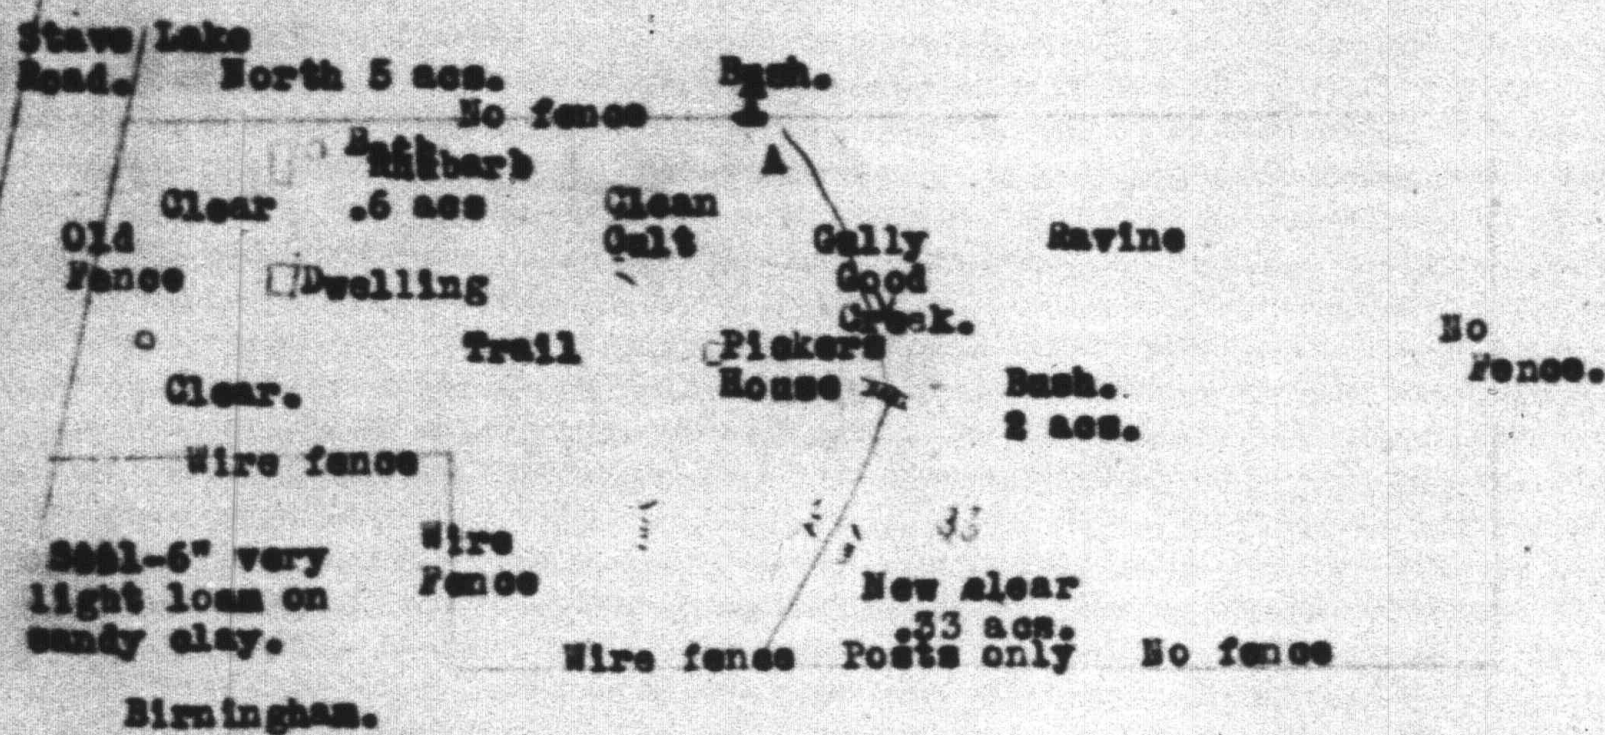 Stave Lake
Road.
North 5 acs.
Bush.
No fence
Rhubarb
.6 acs
Clear
Clean
Cult
Old
Fence
Gully
Good
Creek.
Ravine
Dwelling
Trail
Pickers
House
No
Fence.
Clear.
Bush.
2 acs.
Wire fence
33
Soil-6" very
light loam on
sandy clay.
Wire
Fence
New clear
.33 acs.
Wire fence Posts only No fence
Birmingham.